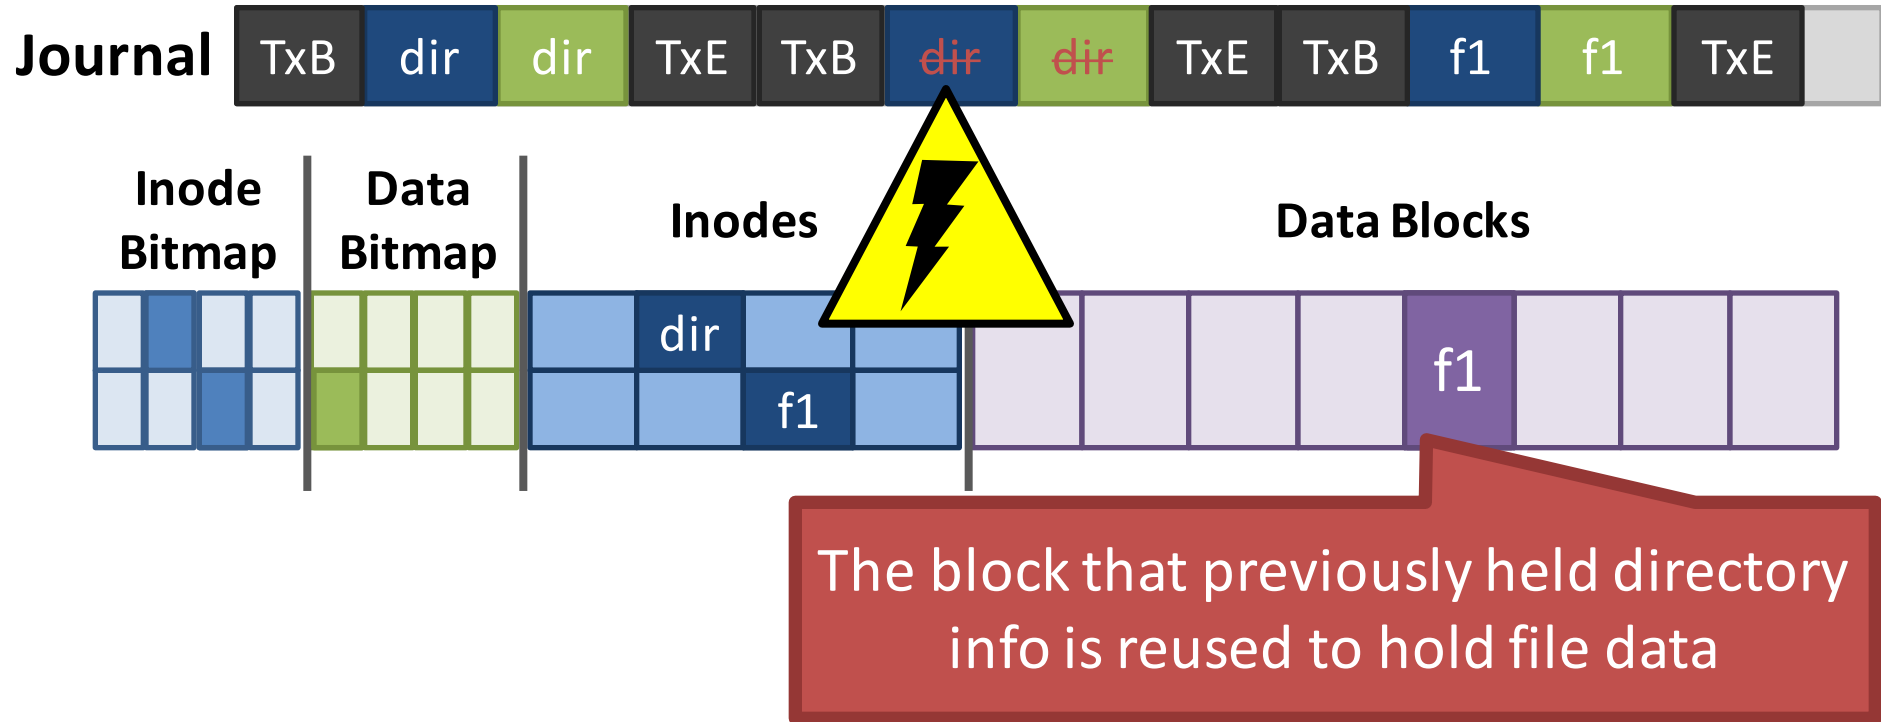 Journal TxB dir dir TxE TxB dir dir TxE TxB f1 f1 TxE
Inode
Bitmap
Data
Bitmap
Inodes
Data Blocks
dir
f1
f1
The block that previously held directory
info is reused to hold file data